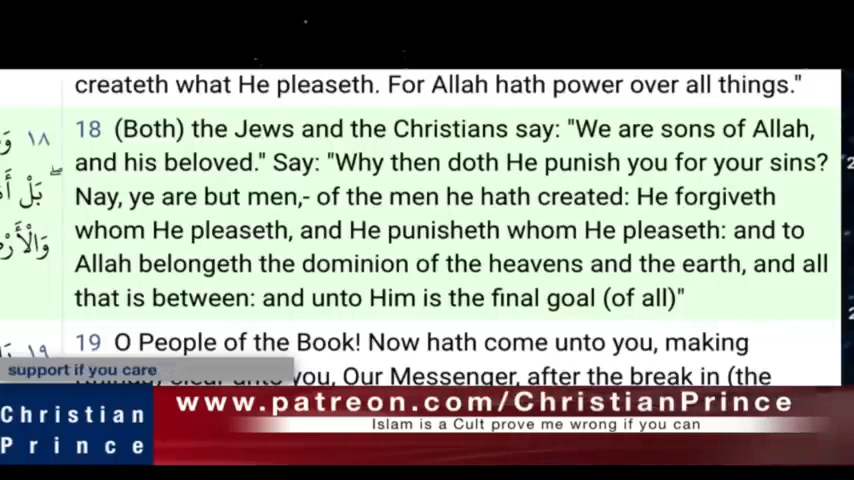 createth what He pleaseth. For Allah hath power over all things."
١٨
18 (Both) the Jews and the Christians say: "We are sons of Allah,
and his beloved." Say: "Why then doth He punish you for your sins?
بَلْ
Nay, ye are but men,- of the men he hath created: He forgiveth
whom He pleaseth, and He punisheth whom He pleaseth: and to
Allah belongeth the dominion of the heavens and the earth, and all
that is between: and unto Him is the final goal (of all)"
١٩
19 O People of the Book! Now hath come unto you, making
support if you care
you, Our Messenger, after the break in (the
Christian
Prince
www.patreon.com/ChristianPrince
Islam is a Cult prove me wrong if you can